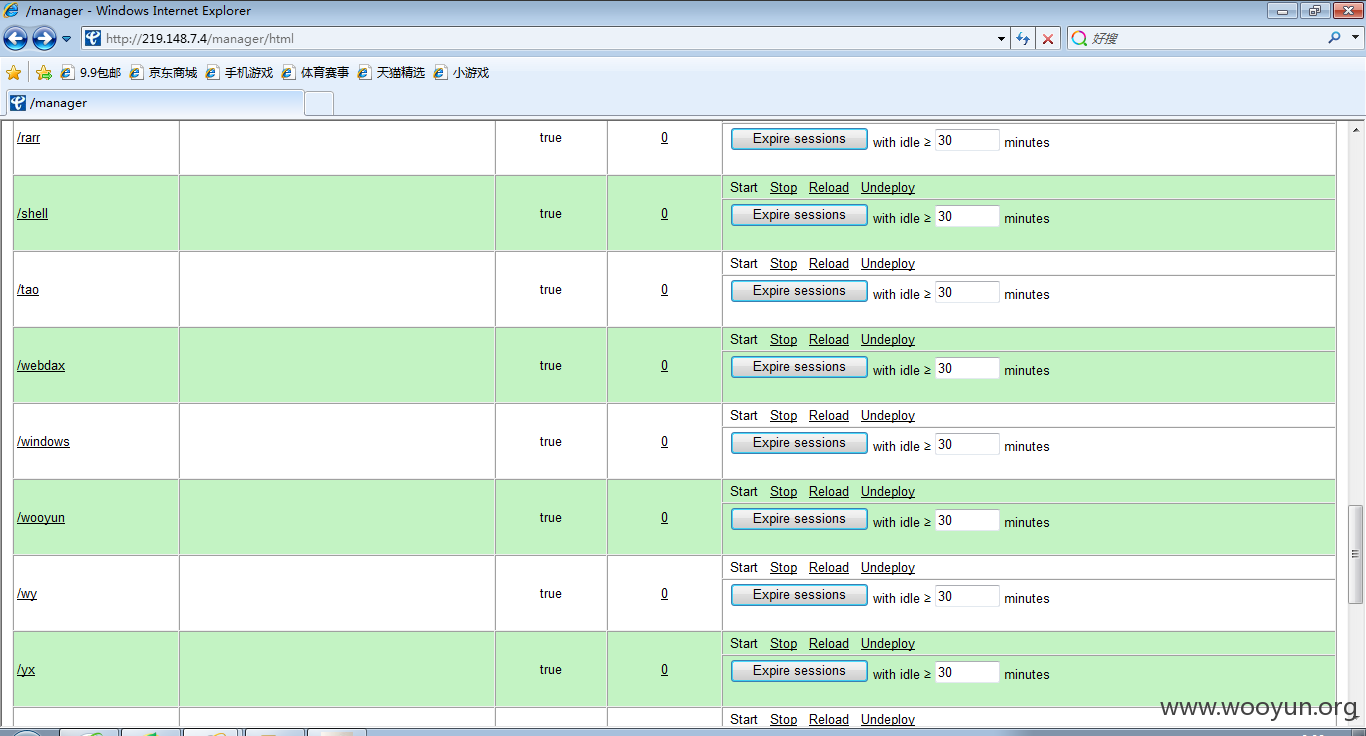 /manager - Windows Internet Explorer
http://219.148.7.4/manager/html
好搜
9.9包邮 京东商城 手机游戏 体育赛事 天猫精选 小游戏
/manager
/rarr true 0 Expire sessions with idle ≥ 30 minutes
Start Stop Reload Undeploy
/shell true 0 Expire sessions with idle ≥ 30 minutes
Start Stop Reload Undeploy
/tao true 0 Expire sessions with idle ≥ 30 minutes
Start Stop Reload Undeploy
/webdax true 0 Expire sessions with idle ≥ 30 minutes
Start Stop Reload Undeploy
/windows true 0 Expire sessions with idle ≥ 30 minutes
Start Stop Reload Undeploy
/wooyun true 0 Expire sessions with idle ≥ 30 minutes
Start Stop Reload Undeploy
/wy true 0 Expire sessions with idle ≥ 30 minutes
Start Stop Reload Undeploy
/yx true 0 Expire sessions with idle ≥ 30 minutes
Start Stop Reload Undeploy
www.wooyun.org